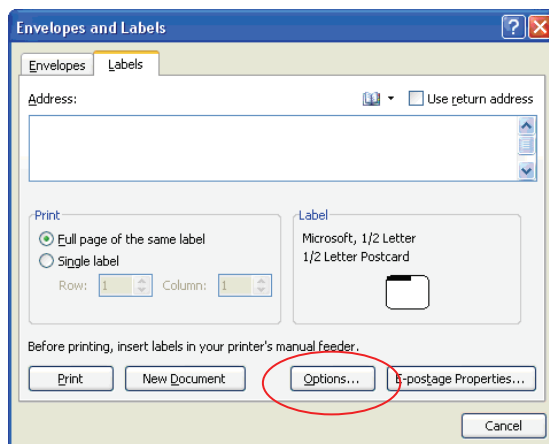 Envelopes and Labels
Envelopes Labels
Address: Use return address
Print Label
Full page of the same label Microsoft, 1/2 Letter
Single label 1/2 Letter Postcard
Row: 1 Column: 1
Before printing, insert labels in your printer's manual feeder.
Print New Document Options... E-postage Properties...
Cancel